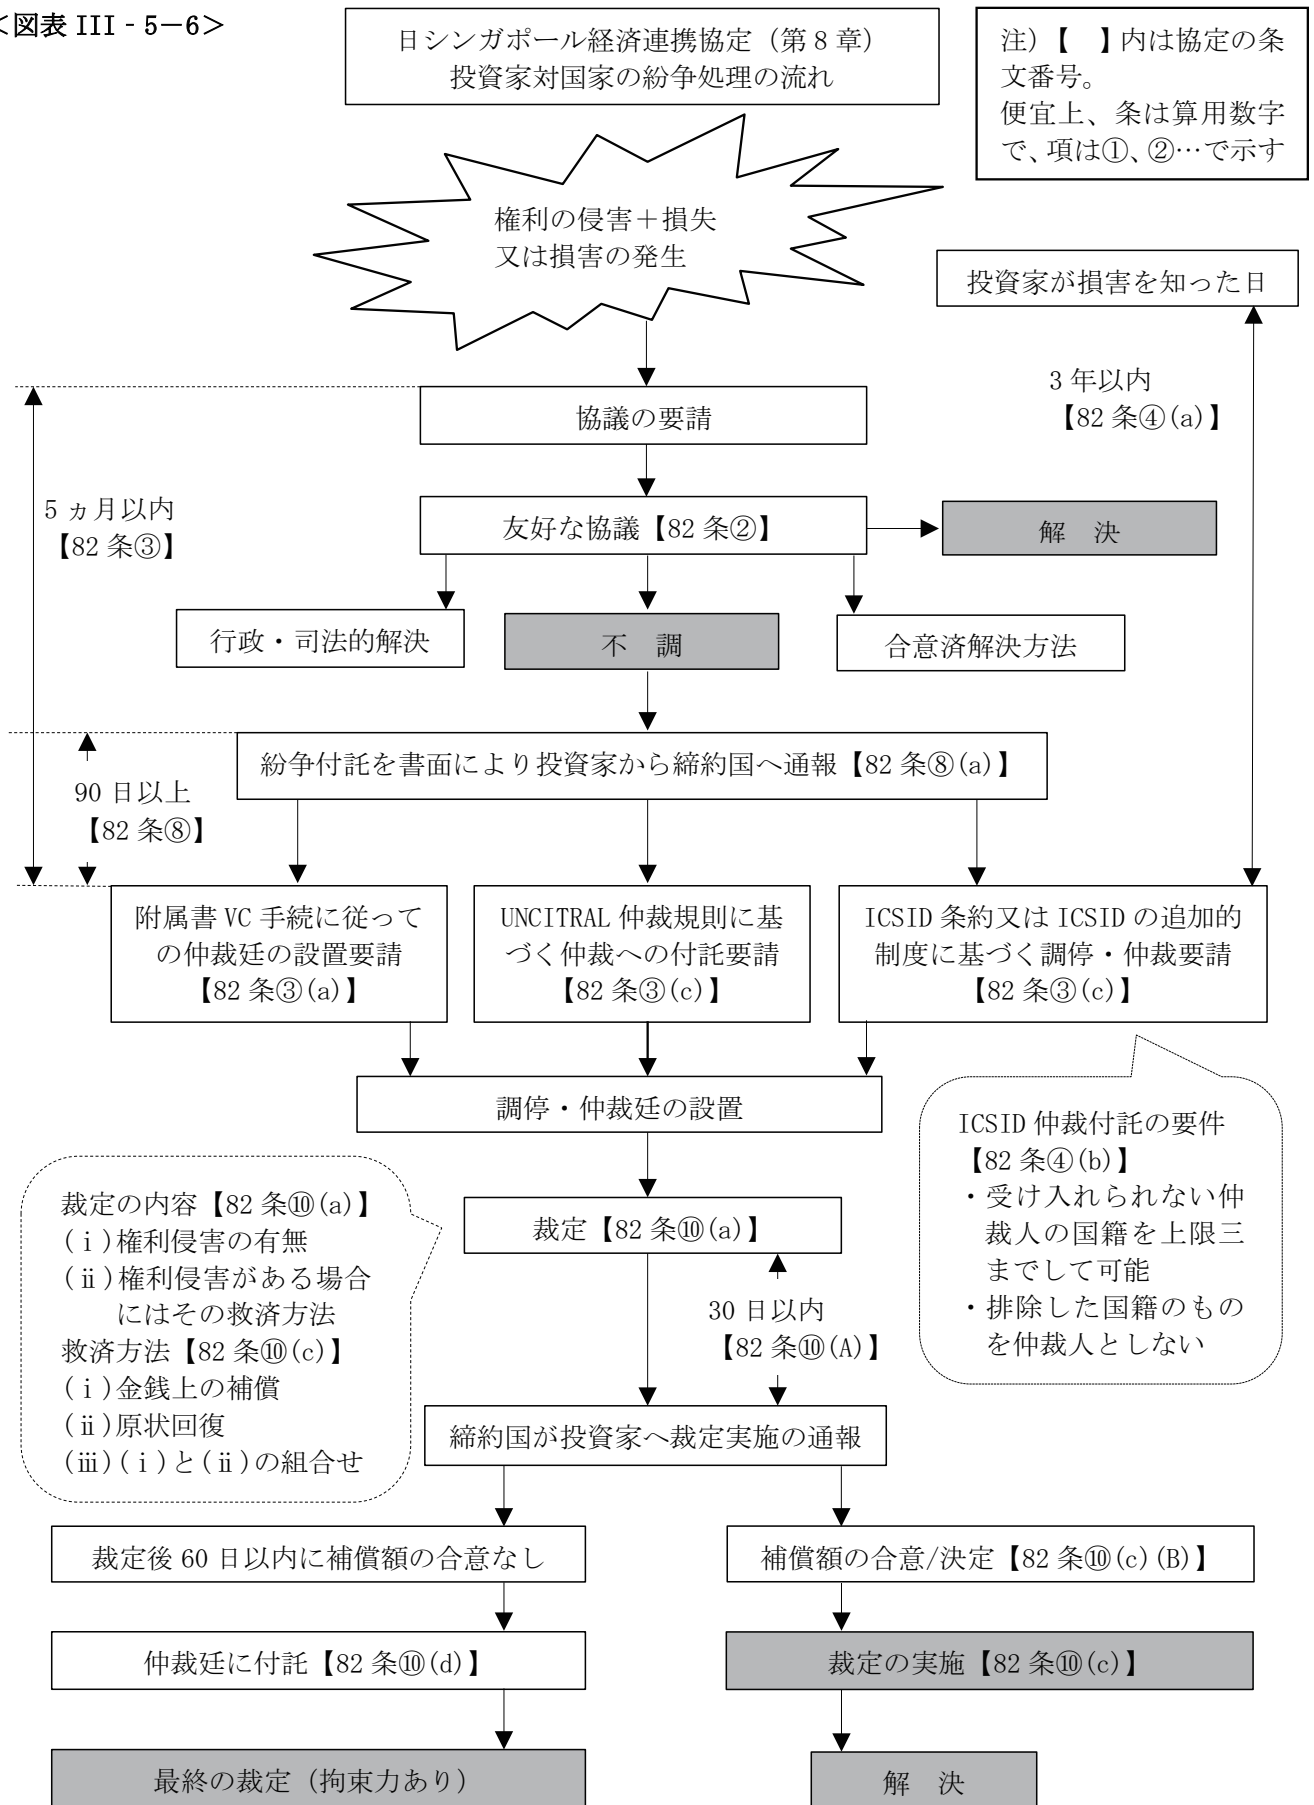 <図表 III‐5－6>
日シンガポール経済連携協定（第 8 章）
投資家対国家の紛争処理の流れ
注）【　】内は協定の条
文番号。
便宜上、条は算用数字
で、項は①、②…で示す
権利の侵害＋損失
又は損害の発生
投資家が損害を知った日
3 年以内
【82 条④(a)】
協議の要請
5 ヵ月以内
【82 条③】
友好な協議【82 条②】
解　決
行政・司法的解決
不　調
合意済解決方法
紛争付託を書面により投資家から締約国へ通報【82 条⑧(a)】
90 日以上
【82 条⑧】
附属書 VC 手続に従って
の仲裁廷の設置要請
【82 条③(a)】
UNCITRAL 仲裁規則に基
づく仲裁への付託要請
【82 条③(c)】
ICSID 条約又は ICSID の追加的
制度に基づく調停・仲裁要請
【82 条③(c)】
調停・仲裁廷の設置
ICSID 仲裁付託の要件
【82 条④(b)】
・受け入れられない仲
裁人の国籍を上限三
までして可能
・排除した国籍のもの
を仲裁人としない
裁定の内容【82 条⑩(a)】
(ⅰ)権利侵害の有無
(ⅱ)権利侵害がある場合
にはその救済方法
救済方法【82 条⑩(c)】
(ⅰ)金銭上の補償
(ⅱ)原状回復
(ⅲ)(ⅰ)と(ⅱ)の組合せ
裁定【82 条⑩(a)】
30 日以内
【82 条⑩(A)】
締約国が投資家へ裁定実施の通報
裁定後 60 日以内に補償額の合意なし
補償額の合意/決定【82 条⑩(c)(B)】
仲裁廷に付託【82 条⑩(d)】
裁定の実施【82 条⑩(c)】
最終の裁定（拘束力あり）
解　決